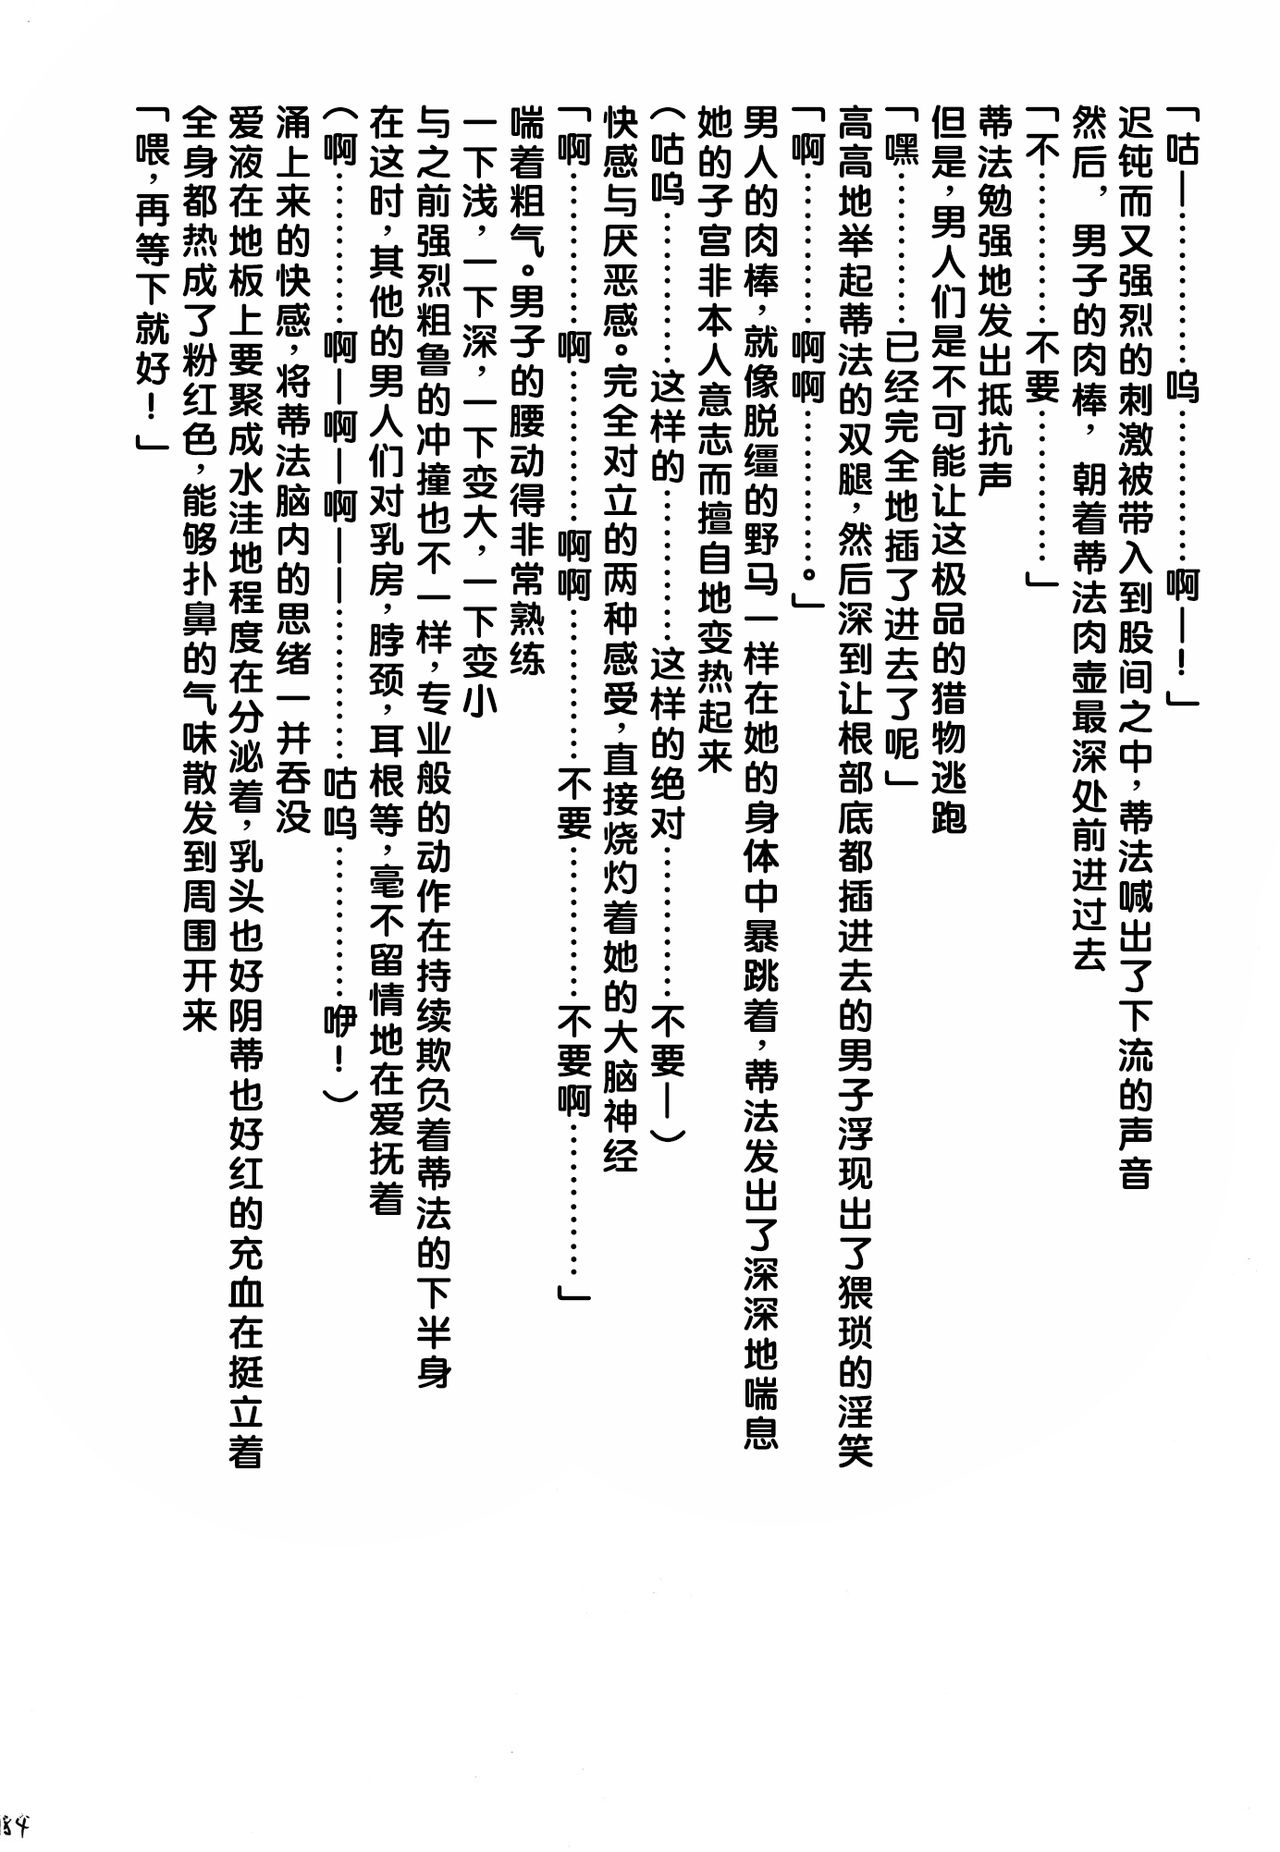 「咕—…………呜…………啊—！」
迟钝而又强烈的刺激被带入到股间之中，蒂法喊出了下流的声音
然后，男子的肉棒，朝着蒂法肉壶最深处前进过去
「不…………不要…………」
蒂法勉强地发出抵抗声
但是，男人们是不可能让这极品的猎物逃跑
「嘿…………已经完全地插了进去了呢」
高高地举起蒂法的双腿，然后深到让根部底都插进去的男子浮现出了猥琐的淫笑
「啊…………啊啊…………。」
男人的肉棒，就像脱缰的野马一样在她的身体中暴跳着，蒂法发出了深深地喘息
她的子宫非本人意志而擅自地变热起来
（咕呜…………这样的…………这样的绝对…………不要—）
快感与厌恶感。完全对立的两种感受，直接烧灼着她的大脑神经
「啊…………啊…………啊啊…………不要…………不要啊…………」
喘着粗气。男子的腰动得非常熟练
一下浅，一下深，一下变大，一下变小
与之前强烈粗鲁的冲撞也不一样，专业般的动作在持续欺负着蒂法的下半身
在这时，其他的男人们对乳房，脖颈，耳根等，毫不留情地在爱抚着
（啊…………啊—啊—啊——…………咕呜…………咿！）
涌上来的快感，将蒂法脑内的思绪一并吞没
爱液在地板上要聚成水洼地程度在分泌着，乳头也好阴蒂也好红的充血在挺立着
全身都热成了粉红色，能够扑鼻的气味散发到周围开来
「喂，再等下就好！」
184